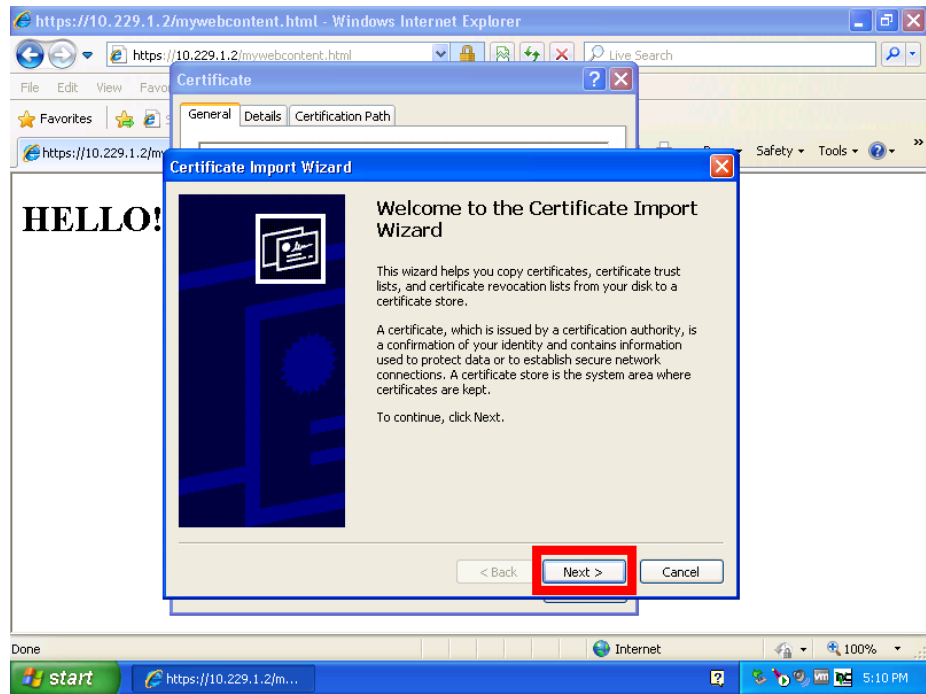 https://10.229.1.2/mywebcontent.html - Windows Internet Explorer
https://10.229.1.2/mywebcontent.html
Live Search
File Edit View Favo
Certificate
Favorites
General Details Certification Path
https://10.229.1.2/my
Safety Tools
Certificate Import Wizard
HELLO!
Welcome to the Certificate Import
Wizard
This wizard helps you copy certificates, certificate trust
lists, and certificate revocation lists from your disk to a
certificate store.
A certificate, which is issued by a certification authority, is
a confirmation of your identity and contains information
used to protect data or to establish secure network
connections. A certificate store is the system area where
certificates are kept.
To continue, click Next.
< Back Next > Cancel
Done Internet 100%
start https://10.229.1.2/m... 5:10 PM